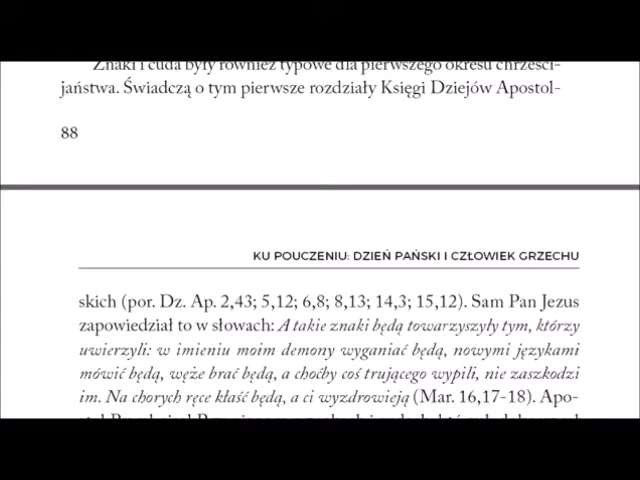 Znaki i cuda były również typowe dla pierwszego okresu chrześci-
jaństwa. Świadczą o tym pierwsze rozdziały Księgi Dziejów Apostol-
88
KU POUCZENIU: DZIEŃ PAŃSKI I CZŁOWIEK GRZECHU
skich (por. Dz. Ap. 2,43; 5,12; 6,8; 8,13; 14,3; 15,12). Sam Pan Jezus
zapowiedział to w słowach: A takie znaki będą towarzyszyły tym, którzy
uwierzyli: w imieniu moim demony wyganiać będą, nowymi językami
mówić będą, węże brać będą, a choćby coś trującego wypili, nie zaszkodzi
im. Na chorych ręce kłaść będą, a ci wyzdrowieją (Mar. 16,17-18). Apo-